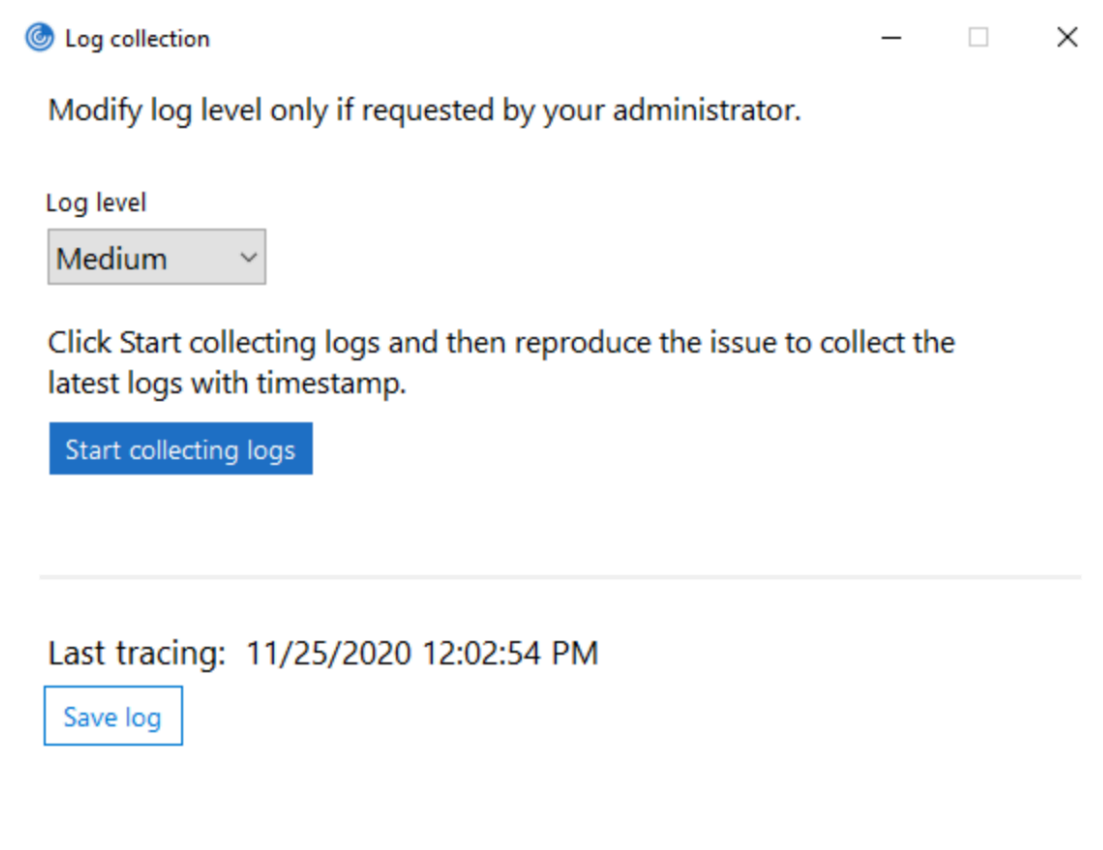 Log collection
Modify log level only if requested by your administrator.
Log level
Medium
Click Start collecting logs and then reproduce the issue to collect the
latest logs with timestamp.
Start collecting logs
Last tracing: 11/25/2020 12:02:54 PM
Save log